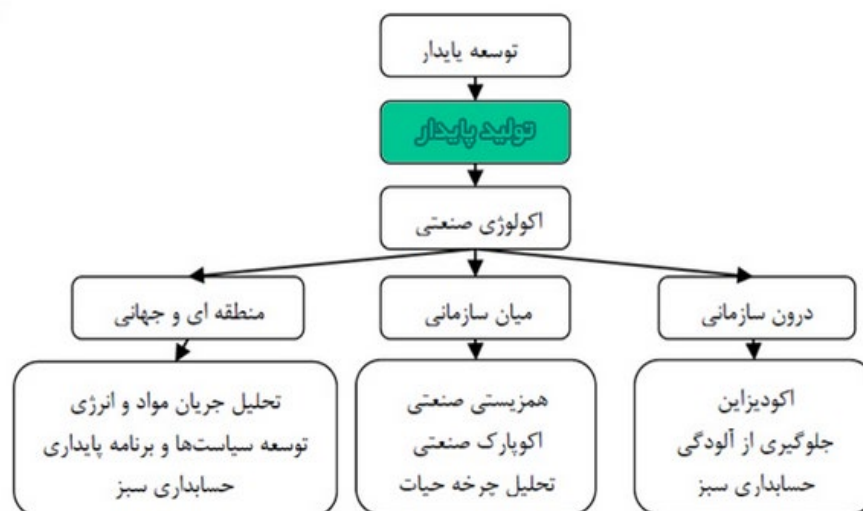 توسعه پایدار
تولید پایدار
اکولوژی صنعتی
درون سازمانی
میان سازمانی
منطقه ای و جهانی
اکودیزاین
جلوگیری از آلودگی
حسابداری سبز
همزیستی صنعتی
اکوپارک صنعتی
تحلیل چرخه حیات
تحلیل جریان مواد و انرژی
توسعه سیاست‌ها و برنامه پایداری
حسابداری سبز